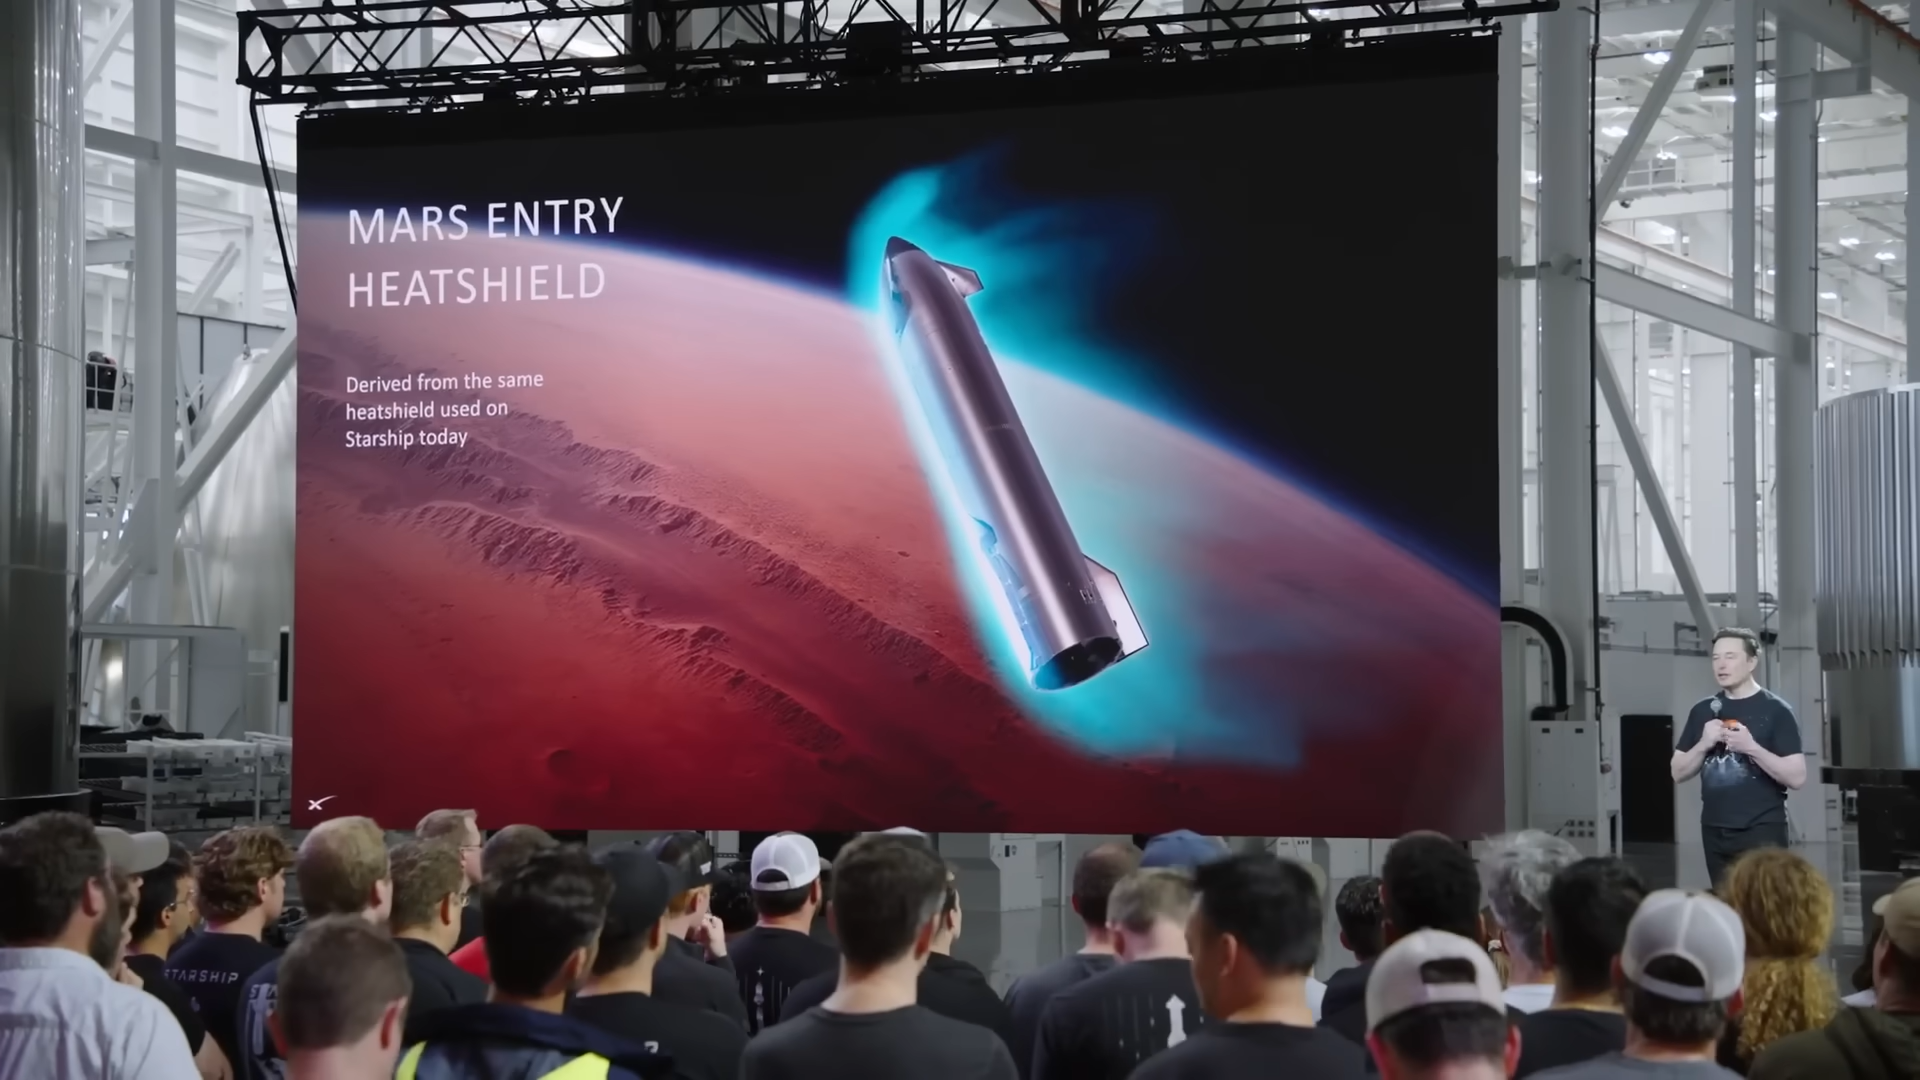 MARS ENTRY
HEATSHIELD
Derived from the same
heatshield used on
Starship today
STARSHIP